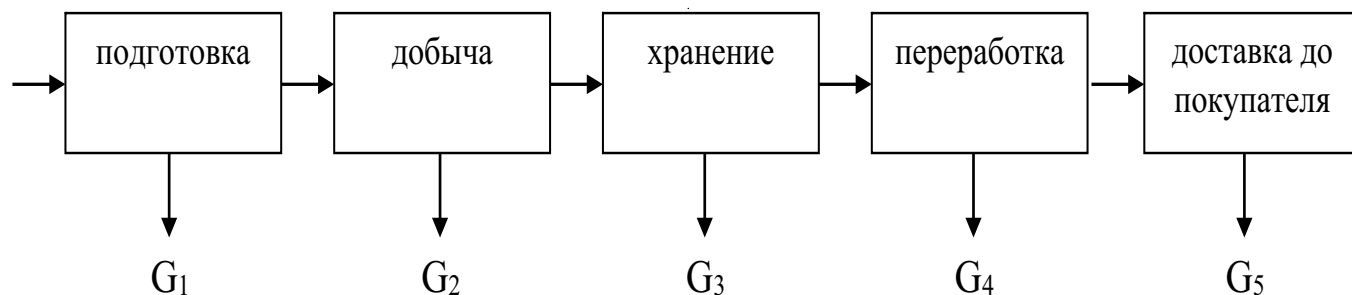 подготовка
добыча
хранение
переработка
доставка до
покупателя
G1
G2
G3
G4
G5